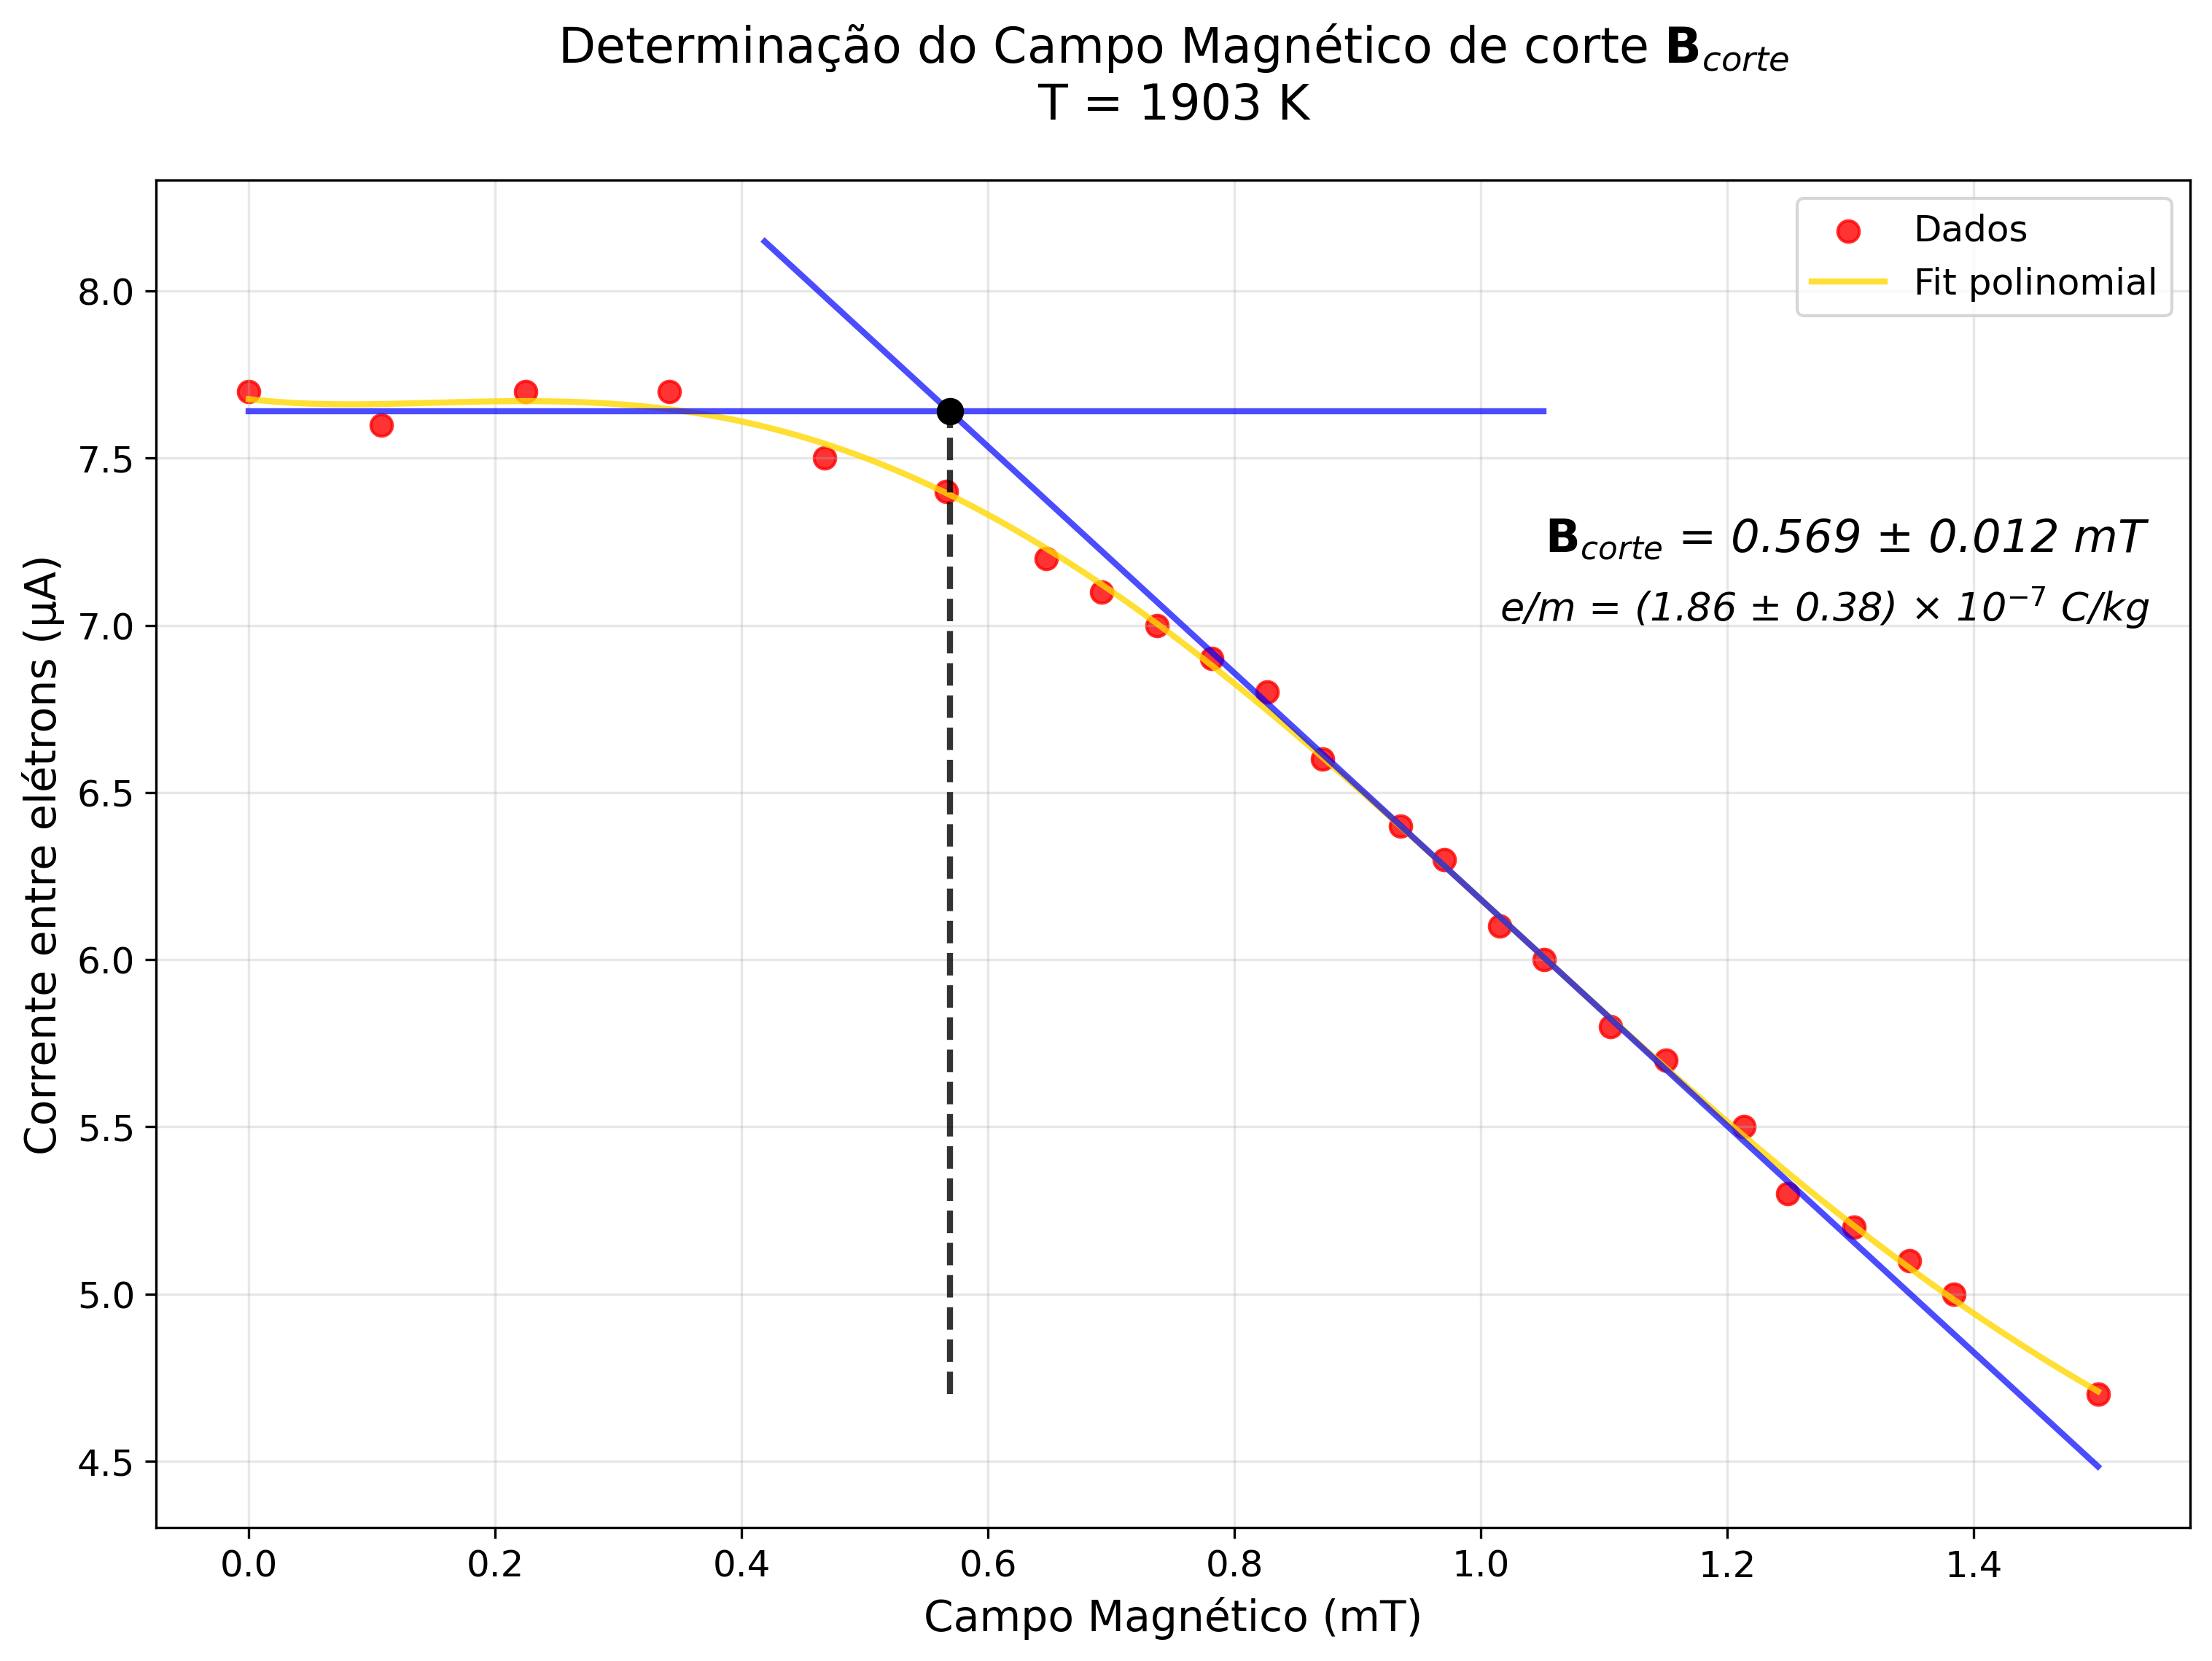 Determinação do Campo Magnético de corte B_corte
T = 1903 K
Dados
Fit polinomial
B_corte = 0.569 ± 0.012 mT
e/m = (1.86 ± 0.38) × 10⁻⁷ C/kg
Corrente entre elétrons (μA)
8.0
7.5
7.0
6.5
6.0
5.5
5.0
4.5
0.0 0.2 0.4 0.6 0.8 1.0 1.2 1.4
Campo Magnético (mT)